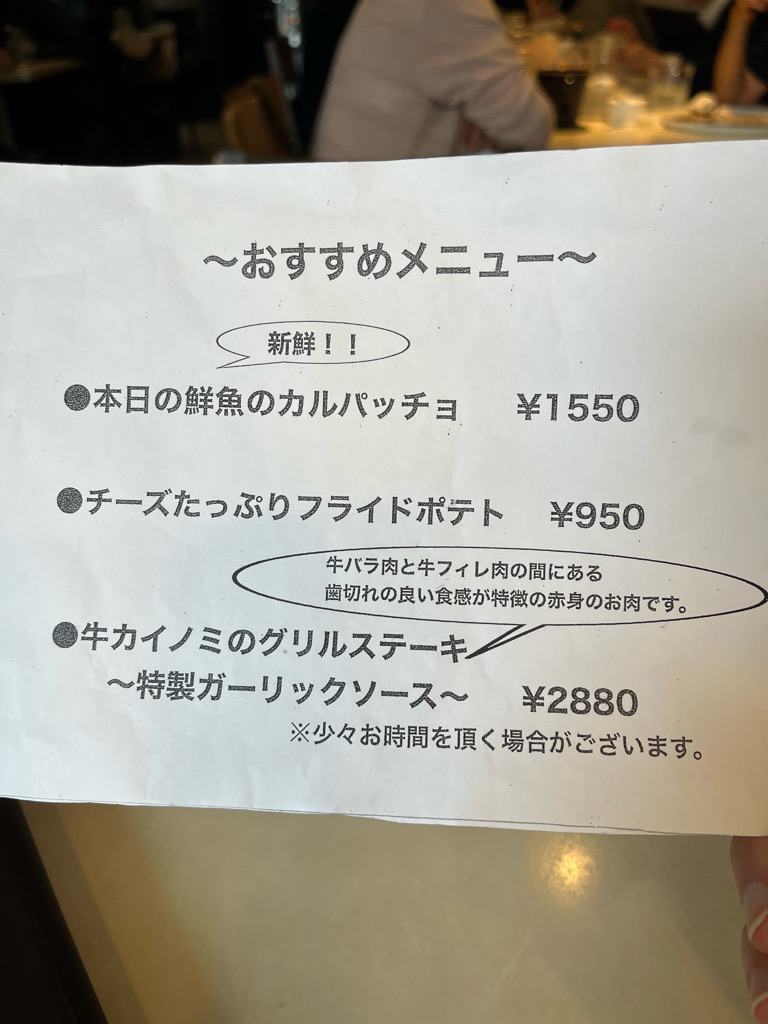 ～おすすめメニュー～
新鮮！！
●本日の鮮魚のカルパッチョ ¥1550
●チーズたっぷりフライドポテト ¥950
牛バラ肉と牛フィレ肉の間にある
歯切れの良い食感が特徴の赤身のお肉です。
●牛カイノミのグリルステーキ
～特製ガーリックソース～ ¥2880
※少々お時間を頂く場合がございます。